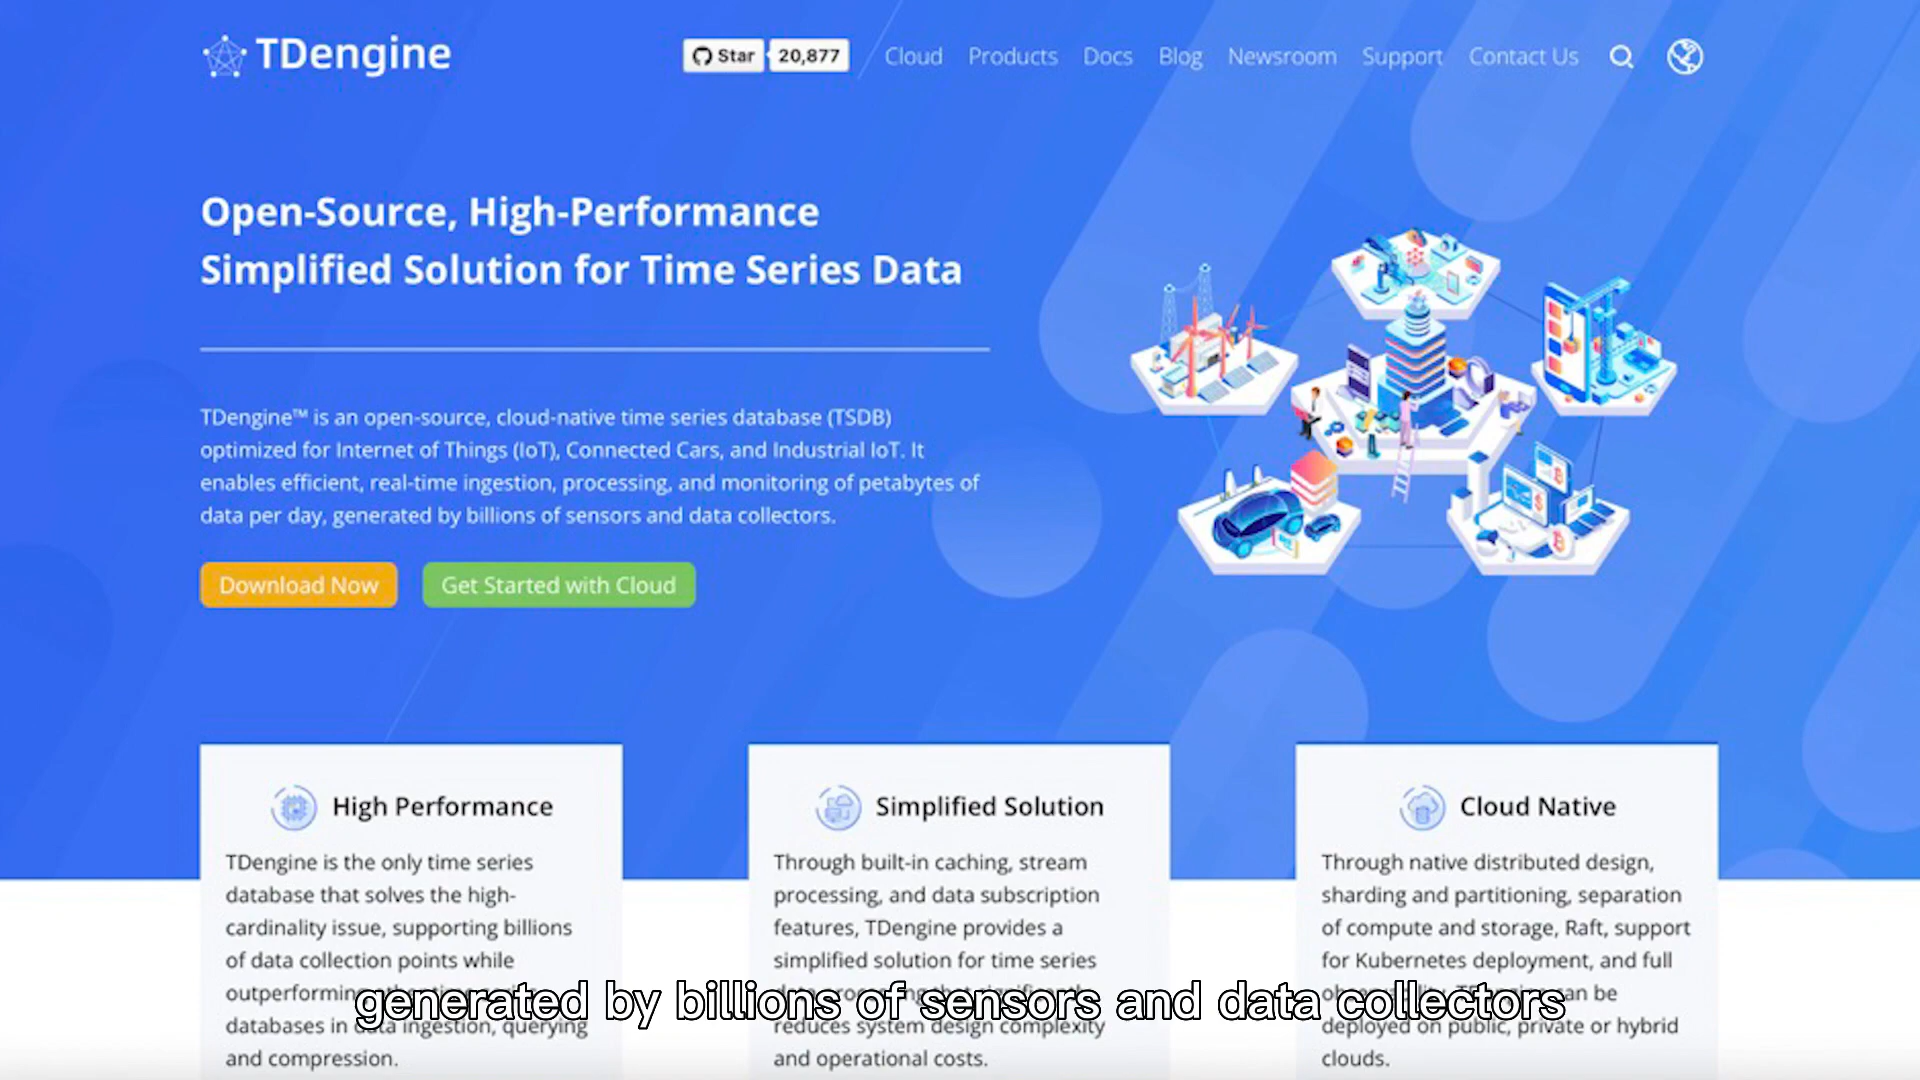 TDengine
Star 20,877
Cloud Products Docs Blog Newsroom Support Contact Us
Open-Source, High-Performance
Simplified Solution for Time Series Data
TDengine™ is an open-source, cloud-native time series database (TSDB)
optimized for Internet of Things (IoT), Connected Cars, and Industrial IoT. It
enables efficient, real-time ingestion, processing, and monitoring of petabytes of
data per day, generated by billions of sensors and data collectors.
Download Now
Get Started with Cloud
High Performance
TDengine is the only time series
database that solves the high-
cardinality issue, supporting billions
of data collection points while
outperforming
databases in data ingestion, querying
and compression.
Simplified Solution
Through built-in caching, stream
processing, and data subscription
features, TDengine provides a
simplified solution for time series
reduces system design complexity
and operational costs.
Cloud Native
Through native distributed design,
sharding and partitioning, separation
of compute and storage, Raft, support
for Kubernetes deployment, and full
can be
deployed on public, private or hybrid
clouds.
generated by billions of sensors and data collectors